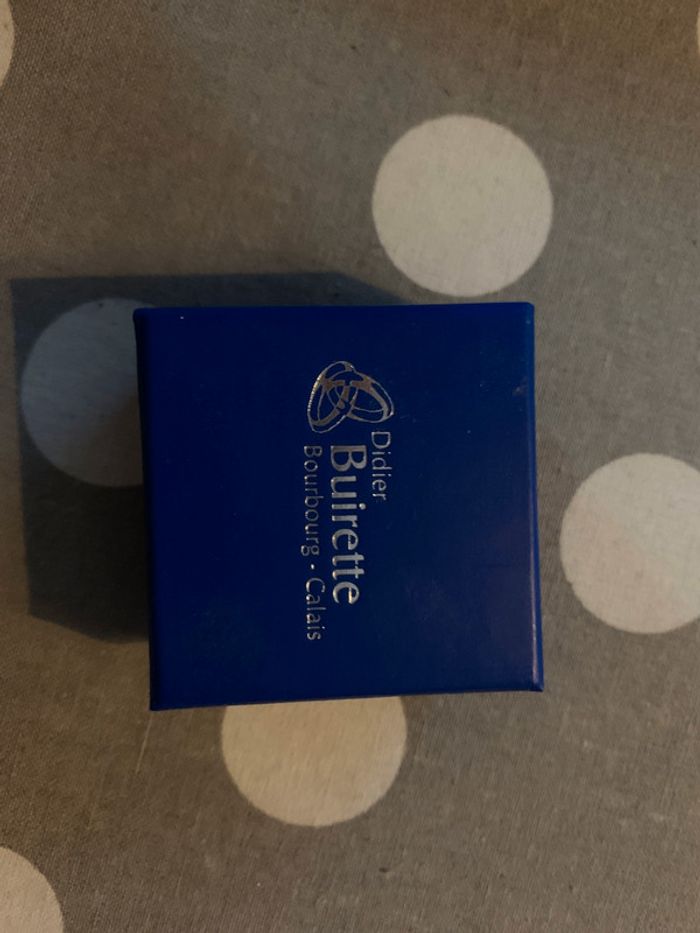 Didier
Buirette
Bourbourg - Calais